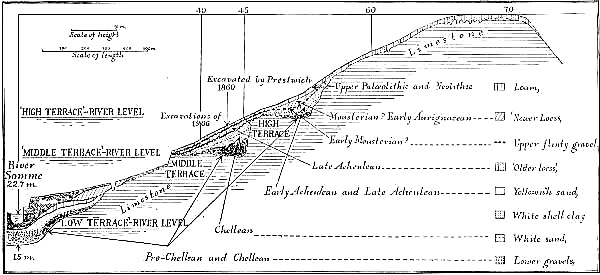 40 45 60 70
Scale of height
Scale of length
Limestone
Excavated by Prestwich
1860
Upper Paleolithic and Neolithic
Loam,
'HIGH TERRACE'-RIVER LEVEL
Excavations of
1906
HIGH
TERRACE
Mousterian? Early Aurignacean
'Newer Loess,
Early Mousterian?
Upper flinty gravel,
'MIDDLE TERRACE'-RIVER LEVEL
MIDDLE
TERRACE
Late Acheulean
'Older loess,'
River
Somme
22.7 m.
Early Acheulean and Late Acheulean
Yellowish sand,
Limestone
LOW TERRACE-RIVER LEVEL
White shell clay
Chellean
White sand,
15 m.
Pre-Chellean and Chellean
Lower gravels,